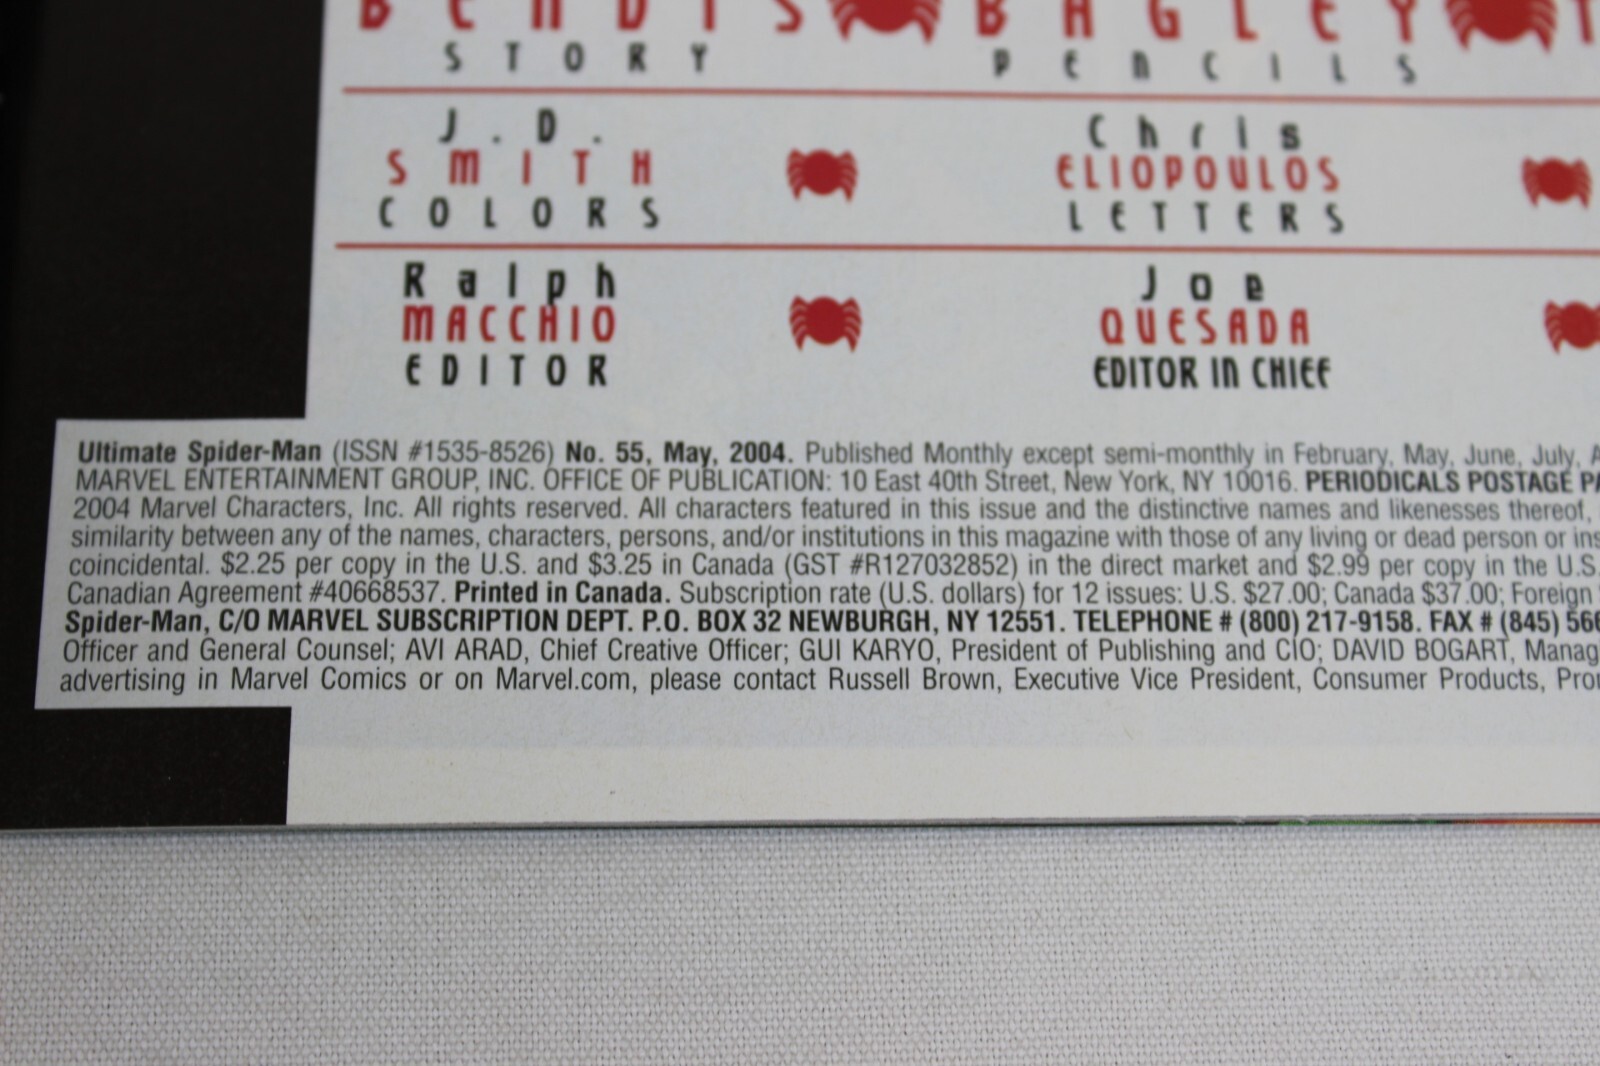 BENDIS BAGLEY
STORY PENCILS
J.D. Chris
SMITH ELIOPOULOS
COLORS LETTERS
Ralph Joe
MACCHIO QUESADA
EDITOR EDITOR IN CHIEF
Ultimate Spider-Man (ISSN #1535-8526) No. 55, May, 2004. Published Monthly except semi-monthly in February, May, June, July,
MARVEL ENTERTAINMENT GROUP, INC. OFFICE OF PUBLICATION: 10 East 40th Street, New York, NY 10016. PERIODICALS POSTAGE
2004 Marvel Characters, Inc. All rights reserved. All characters featured in this issue and the distinctive names and likenesses thereof,
similarity between any of the names, characters, persons, and/or institutions in this magazine with those of any living or dead person or
coincidental. $2.25 per copy in the U.S. and $3.25 in Canada (GST #R127032852) in the direct market and $2.99 per copy in the U.S.
Canadian Agreement #40668537. Printed in Canada. Subscription rate (U.S. dollars) for 12 issues: U.S. $27.00; Canada $37.00; Foreign
Spider-Man, C/O MARVEL SUBSCRIPTION DEPT. P.O. BOX 32 NEWBURGH, NY 12551. TELEPHONE # (800) 217-9158. FAX # (845)
Officer and General Counsel; AVI ARAD, Chief Creative Officer; GUI KARYO, President of Publishing and CIO; DAVID BOGART,
advertising in Marvel Comics or on Marvel.com, please contact Russell Brown, Executive Vice President, Consumer Products,